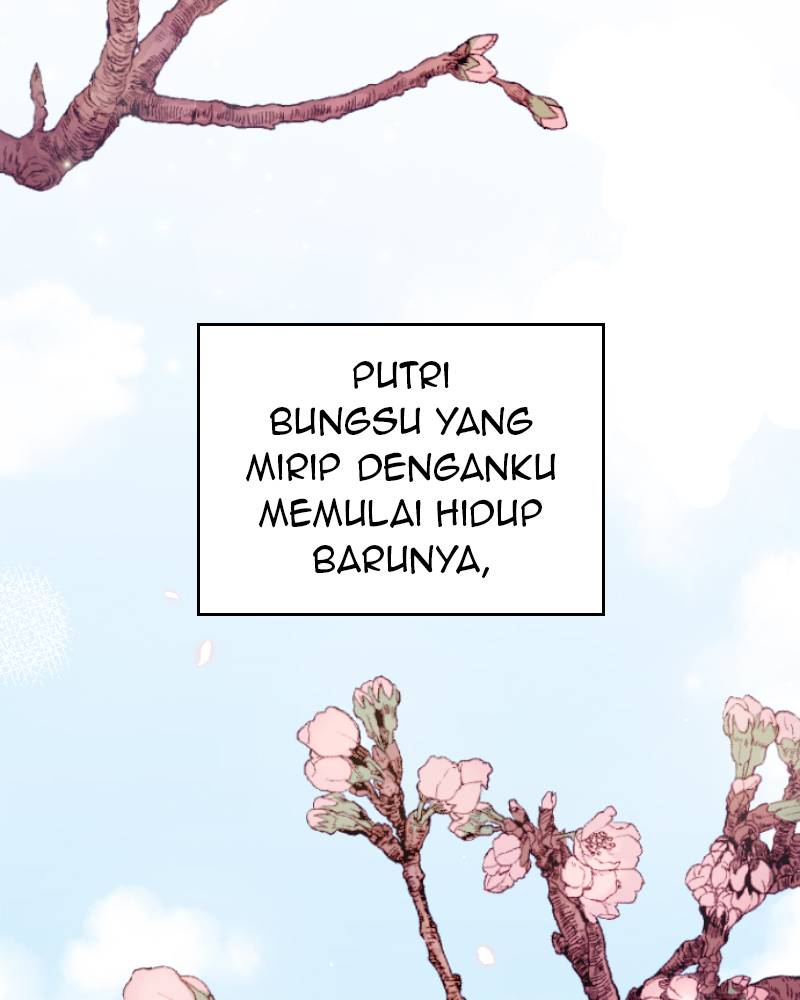 PUTRI
BUNGSU YANG
MIRIP DENGANKU
MEMULAI HIDUP
BARUNYA,